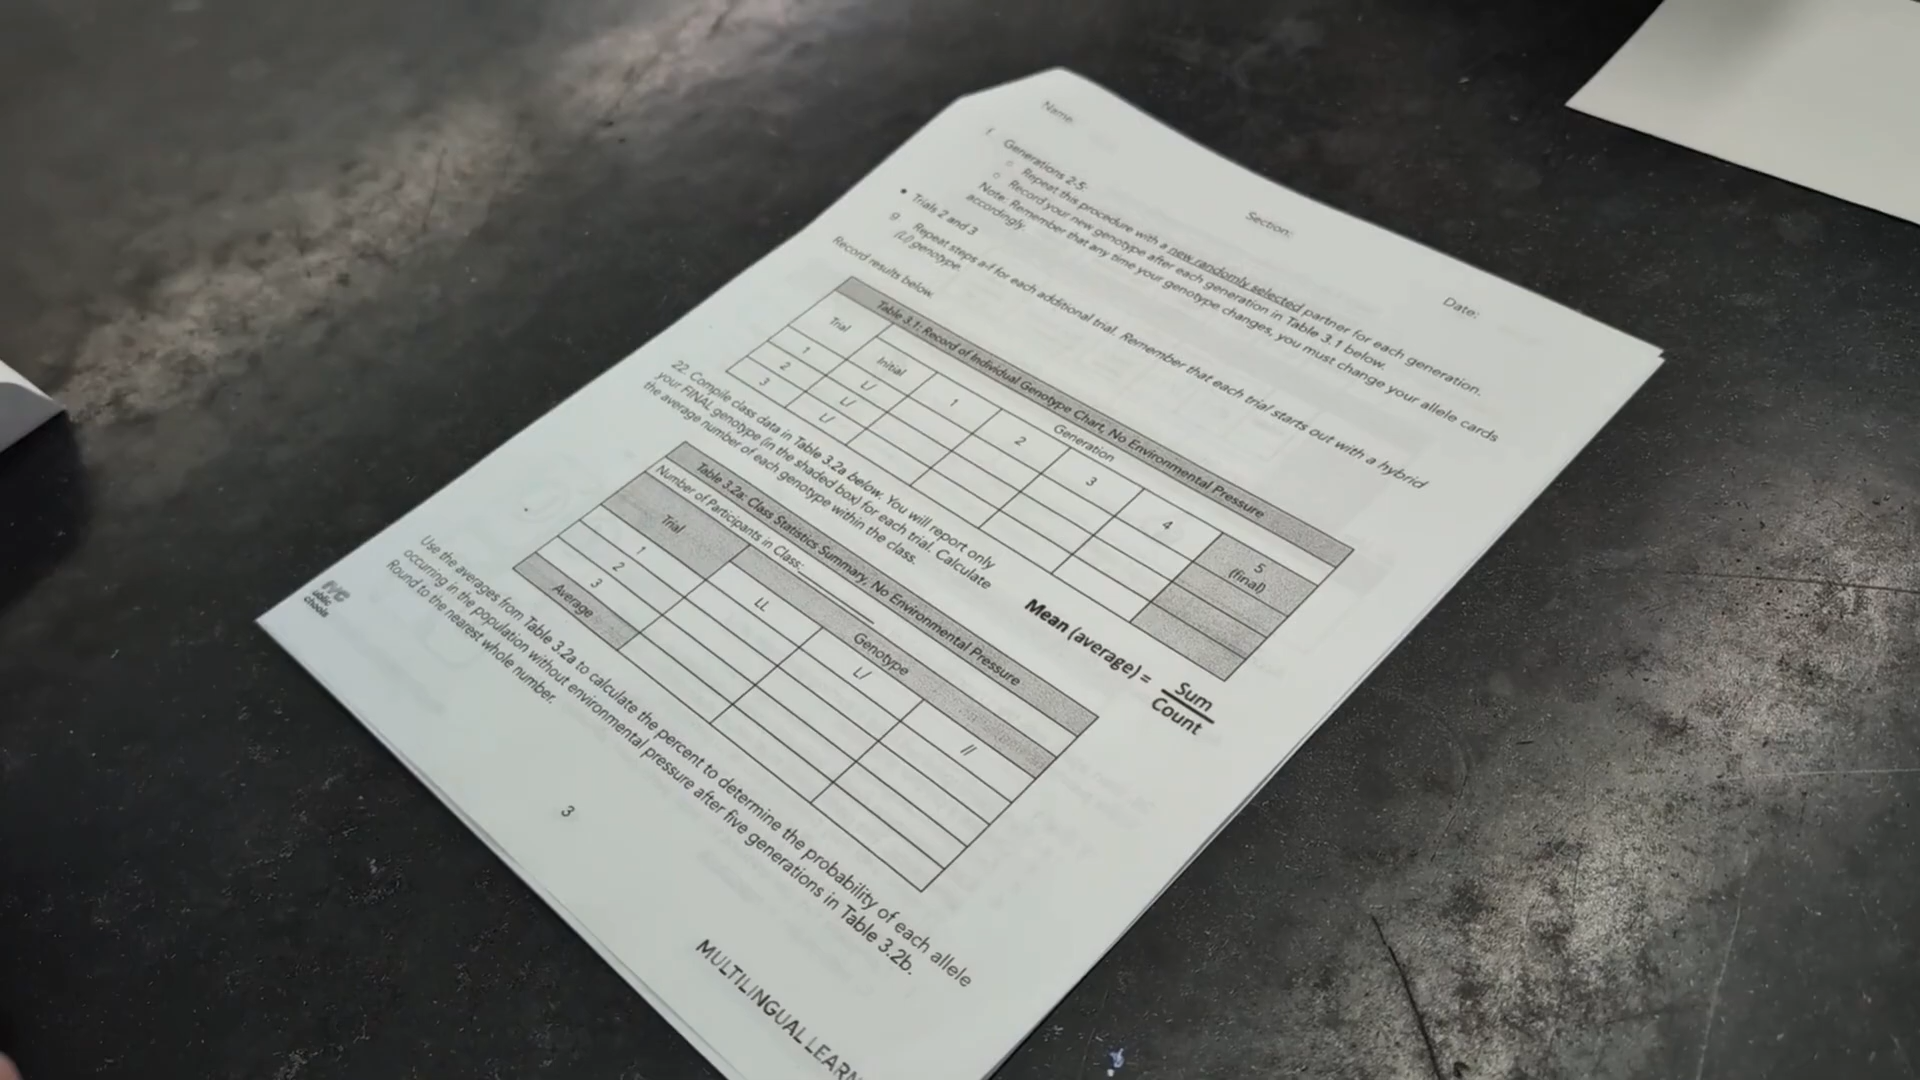 Name:
Section:
Date:
f Generations 2-5:
o Repeat this procedure with a new randomly selected partner for each generation.
o Record your new genotype after each generation in Table 3.1 below.
Note: Remember that any time your genotype changes, you must change your allele cards
accordingly.
• Trials 2 and 3
g Repeat steps a-f for each additional trial. Remember that each trial starts out with a hybrid
(Ll) genotype.
Record results below.
Table 3.1: Record of Individual Genotype Chart, No Environmental Pressure
Trial
Generation
Initial 1 2 3 4 5
(final)
1 Ll
2 Ll
3 Ll
22. Compile class data in Table 3.2a below. You will report only
your FINAL genotype (in the shaded box) for each trial. Calculate
the average number of each genotype within the class.
Mean (average) = Sum
Count
Table 3.2a: Class Statistics Summary, No Environmental Pressure
Number of Participants in Class:
Trial Genotype
LL Ll ll
1
2
3
Average
Use the averages from Table 3.2a to calculate the percent to determine the probability of each allele
occurring in the population without environmental pressure after five generations in Table 3.2b.
Round to the nearest whole number.
3
MULTILINGUAL LEARN